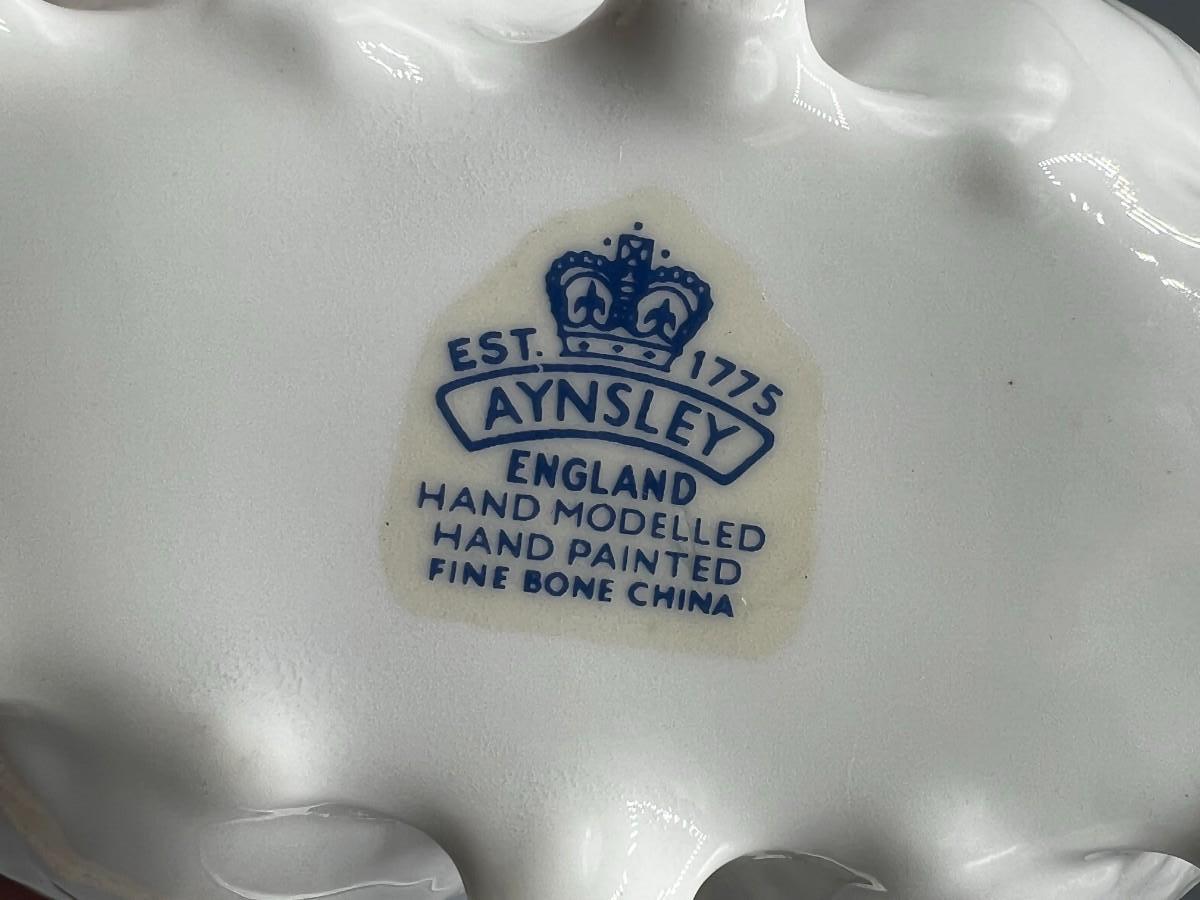 EST. 1775
AYNSLEY
ENGLAND
HAND MODELLED
HAND PAINTED
FINE BONE CHINA